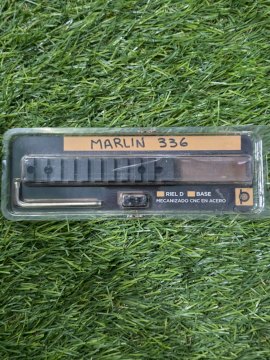 MARLIN 336
RIEL D BASE
MECANIZADO CNC EN ACERO